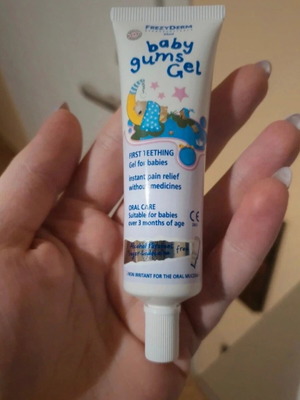 FREZYDERM
baby
gums
Gel
FIRST TEETHING
Gel for babies
instant pain relief
without medicines
ORAL CARE
Suitable for babies
over 3 months of age
CE
NON IRRITANT FOR THE ORAL MUCOSA